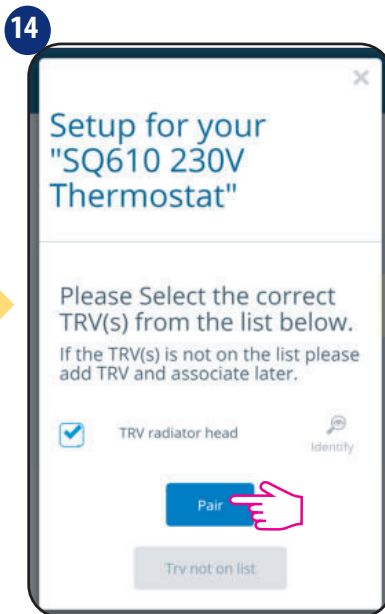 14
Setup for your
"SQ610 230V
Thermostat"
Please Select the correct
TRV(s) from the list below.
If the TRV(s) is not on the list please
add TRV and associate later.
TRV radiator head
Identify
Pair
Trv not on list